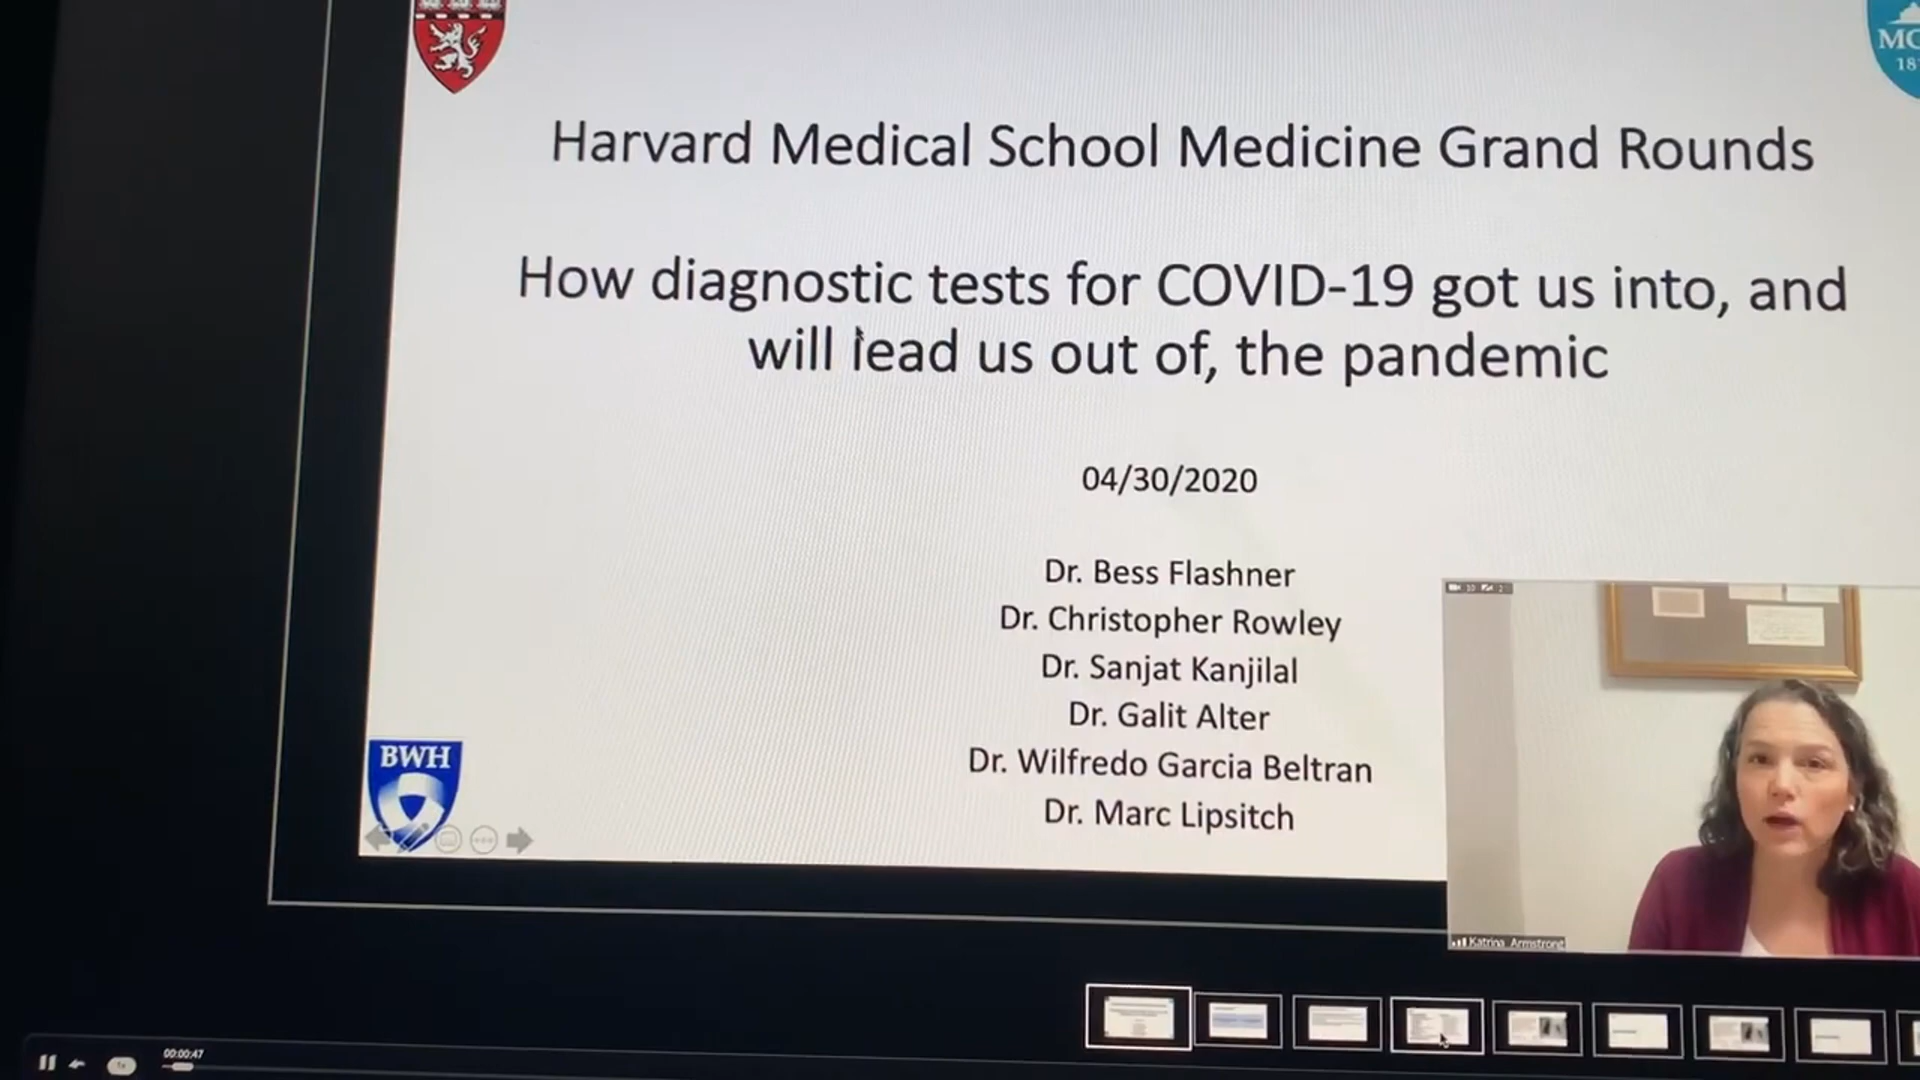 MC
18
Harvard Medical School Medicine Grand Rounds
How diagnostic tests for COVID-19 got us into, and
will lead us out of, the pandemic
04/30/2020
Dr. Bess Flashner
Dr. Christopher Rowley
Dr. Sanjat Kanjilal
Dr. Galit Alter
Dr. Wilfredo Garcia Beltran
Dr. Marc Lipsitch
BWH
Katrina Armstrong
00:00:47